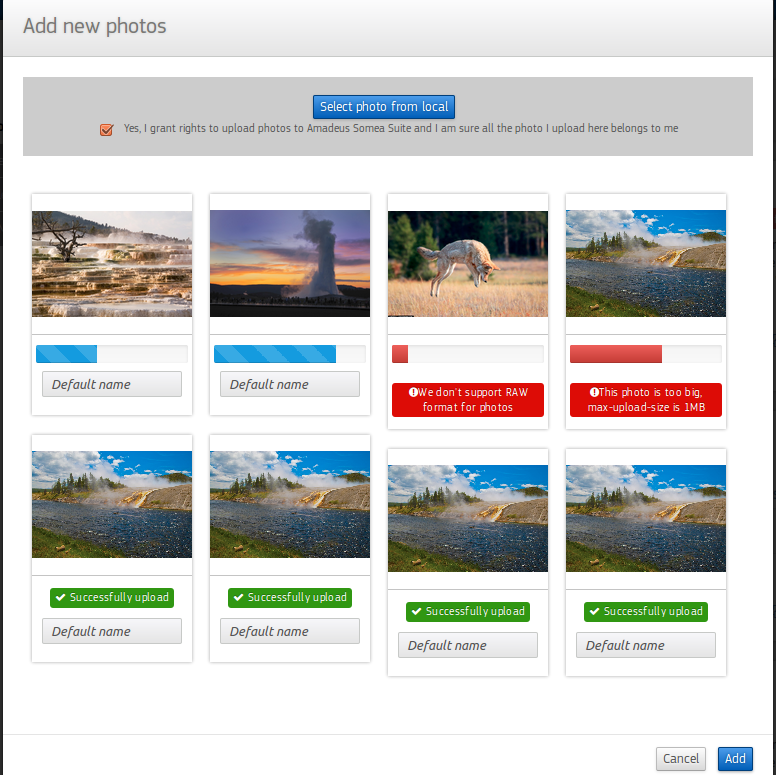 Add new photos
Select photo from local
Yes, I grant rights to upload photos to Amadeus Somea Suite and I am sure all the photo I upload here belongs to me
Default name
Default name
We don't support RAW
format for photos
This photo is too big,
max-upload-size is 1MB
Successfully upload
Successfully upload
Default name
Default name
Successfully upload
Successfully upload
Default name
Default name
Cancel
Add